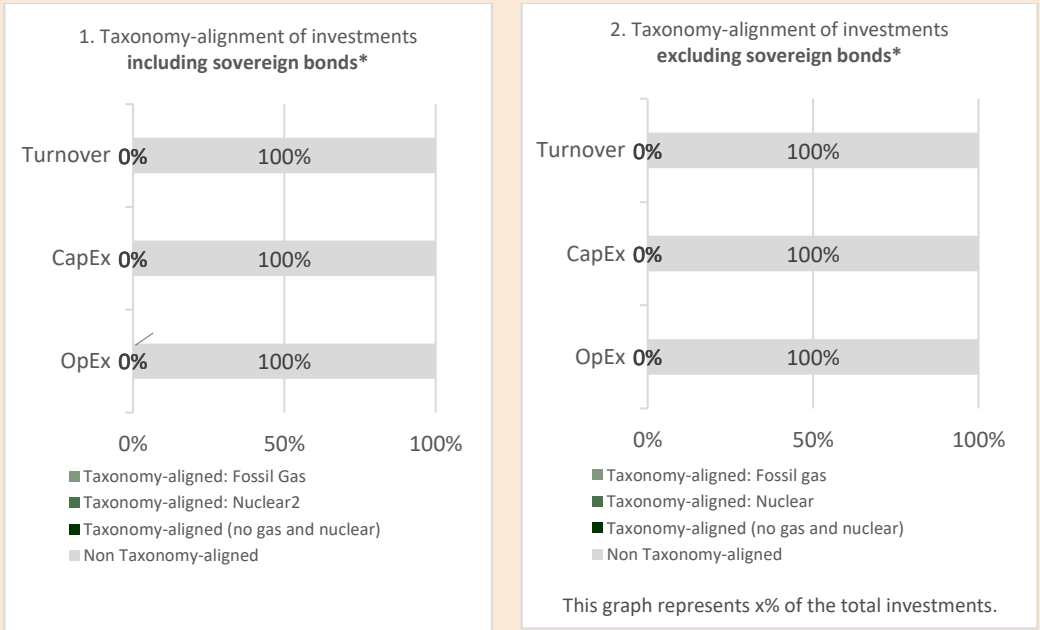 1. Taxonomy-alignment of investments
including sovereign bonds*
Turnover 0% 100%
CapEx 0% 100%
OpEx 0% 100%
0% 50% 100%
Taxonomy-aligned: Fossil Gas
Taxonomy-aligned: Nuclear2
Taxonomy-aligned (no gas and nuclear)
Non Taxonomy-aligned
2. Taxonomy-alignment of investments
excluding sovereign bonds*
Turnover 0% 100%
CapEx 0% 100%
OpEx 0% 100%
0% 50% 100%
Taxonomy-aligned: Fossil gas
Taxonomy-aligned: Nuclear
Taxonomy-aligned (no gas and nuclear)
Non Taxonomy-aligned
This graph represents x% of the total investments.